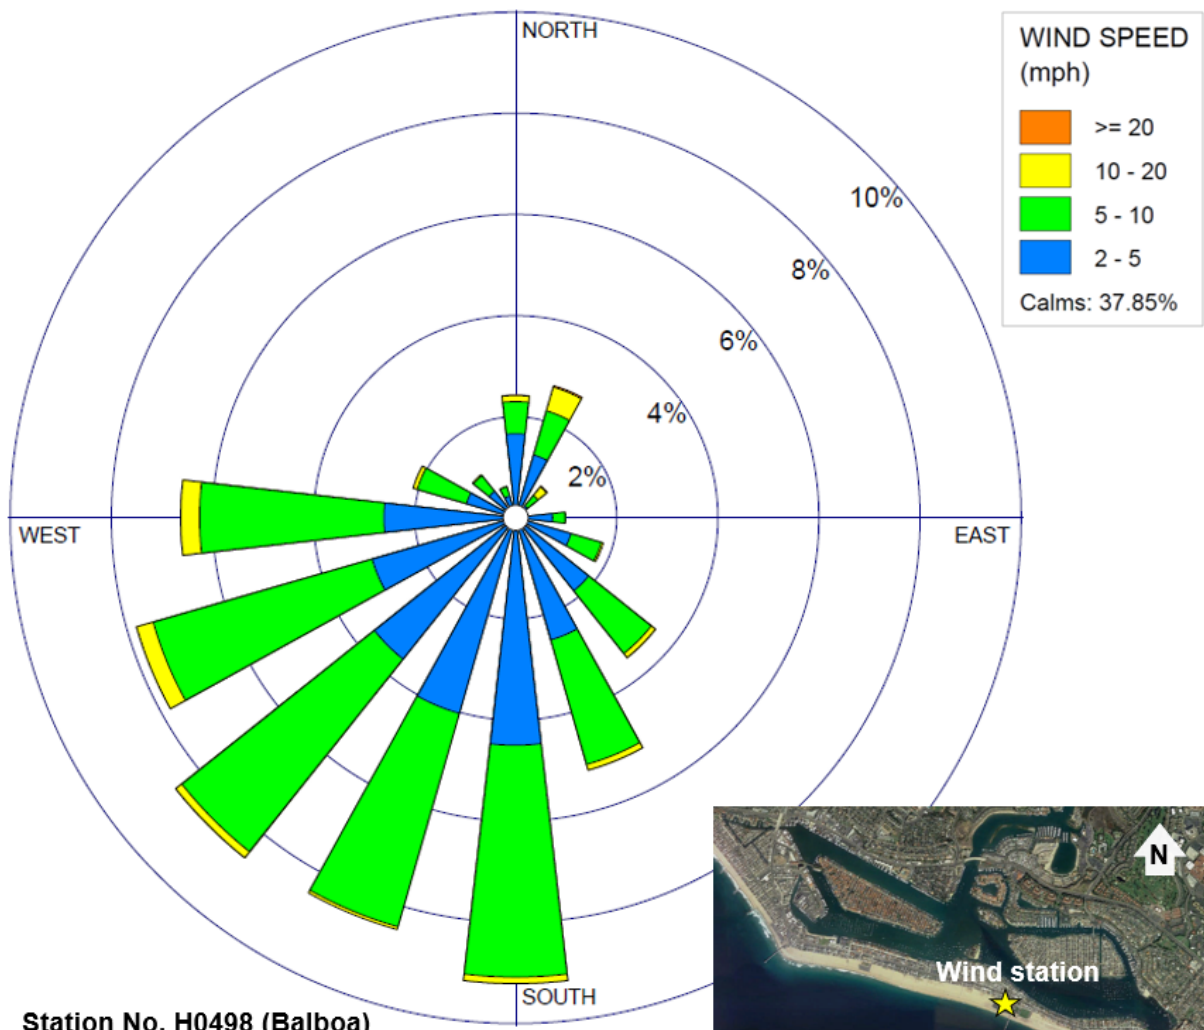 NORTH
WIND SPEED
(mph)
>= 20
10 - 20
5 - 10
2 - 5
Calms: 37.85%
10%
8%
6%
4%
2%
WEST
EAST
SOUTH
N
Wind station
Station No. H0498 (Balboa)